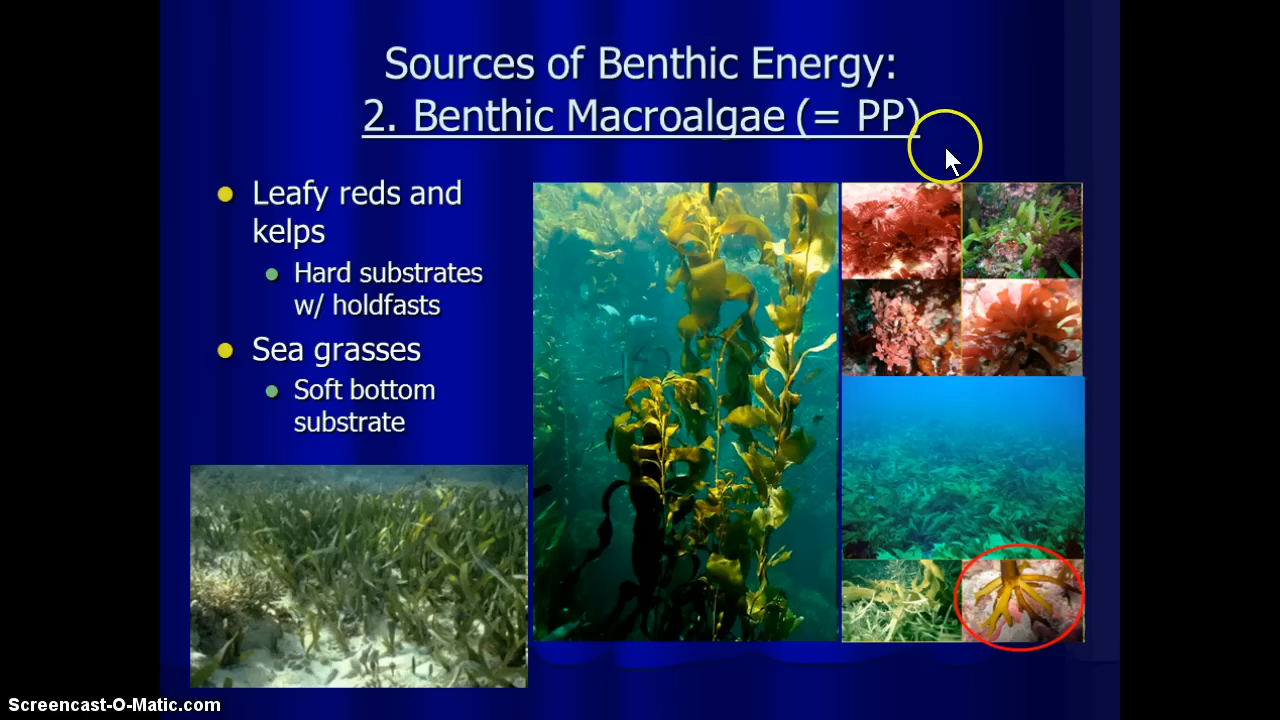 Sources of Benthic Energy:
2. Benthic Macroalgae (= PP)
Leafy reds and
kelps
Hard substrates
w/ holdfasts
Sea grasses
Soft bottom
substrate
Screencast-O-Matic.com